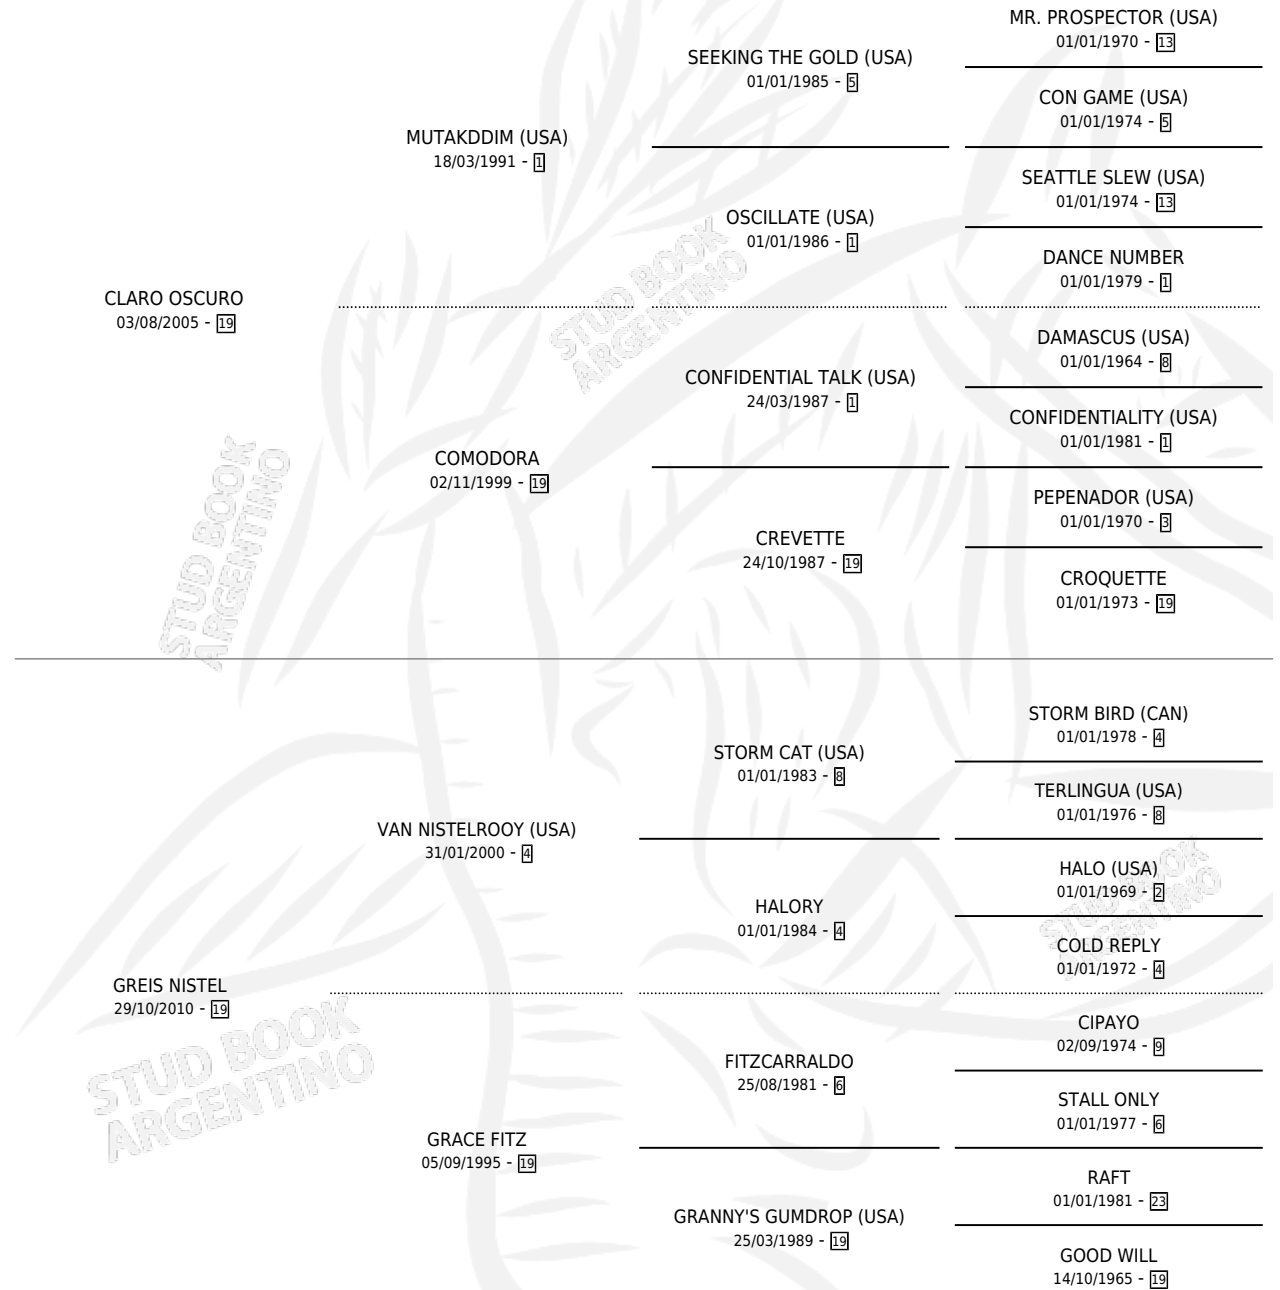 MR. PROSPECTOR (USA)
01/01/1970 - 13
SEEKING THE GOLD (USA)
01/01/1985 - 5
CON GAME (USA)
01/01/1974 - 5
MUTAKDDIM (USA)
18/03/1991 - 1
SEATTLE SLEW (USA)
01/01/1974 - 13
OSCILLATE (USA)
01/01/1986 - 1
DANCE NUMBER
01/01/1979 - 1
STUD BOOK
ARGENTINO
CLARO OSCURO
03/08/2005 - 19
DAMASCUS (USA)
01/01/1964 - 8
CONFIDENTIAL TALK (USA)
24/03/1987 - 1
CONFIDENTIALITY (USA)
01/01/1981 - 1
COMODORA
02/11/1999 - 19
PEPENADOR (USA)
01/01/1970 - 3
CREVETTE
24/10/1987 - 19
CROQUETTE
01/01/1973 - 19
STUD BOOK
ARGENTINO
STORM BIRD (CAN)
01/01/1978 - 4
STORM CAT (USA)
01/01/1983 - 8
TERLINGUA (USA)
01/01/1976 - 8
VAN NISTELROOY (USA)
31/01/2000 - 4
HALO (USA)
01/01/1969 - 2
HALORY
01/01/1984 - 4
COLD REPLY
01/01/1972 - 4
STUD BOOK
ARGENTINO
GREIS NISTEL
29/10/2010 - 19
CIPAYO
02/09/1974 - 9
FITZCARRALDO
25/08/1981 - 6
STALL ONLY
01/01/1977 - 6
STUD BOOK
ARGENTINO
GRACE FITZ
05/09/1995 - 19
RAFT
01/01/1981 - 23
GRANNY'S GUMDROP (USA)
25/03/1989 - 19
GOOD WILL
14/10/1965 - 19